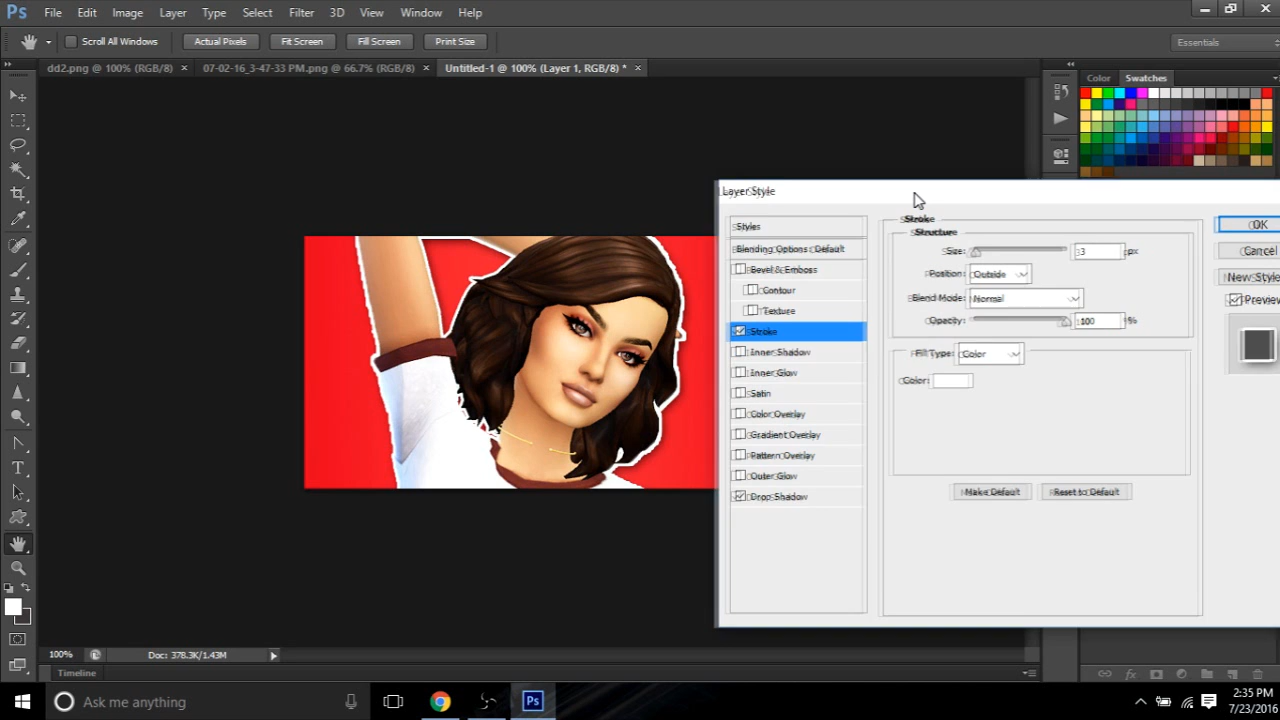 Ps File Edit Image Layer Type Select Filter 3D View Window Help
Scroll All Windows Actual Pixels Fit Screen Fill Screen Print Size Essentials
dd2.png @ 100% (RGB/8) × 07-02-16_3-47-33 PM.png @ 66.7% (RGB/8) × Untitled-1 @ 100% (Layer 1, RGB/8) * ×
Color Swatches
Layer Style
Styles
Blending Options: Default
Bevel & Emboss
Contour
Texture
Stroke
Inner Shadow
Inner Glow
Satin
Color Overlay
Gradient Overlay
Pattern Overlay
Outer Glow
Drop Shadow
Stroke
Structure
Size: 3 px
Position: Outside
Blend Mode: Normal
Opacity: 100 %
Fill Type: Color
Color:
Make Default Reset to Default
OK
Cancel
New Style
Preview
100% Doc: 378.3K/1.43M
Timeline
Ask me anything
Ps
2:35 PM
7/23/2016